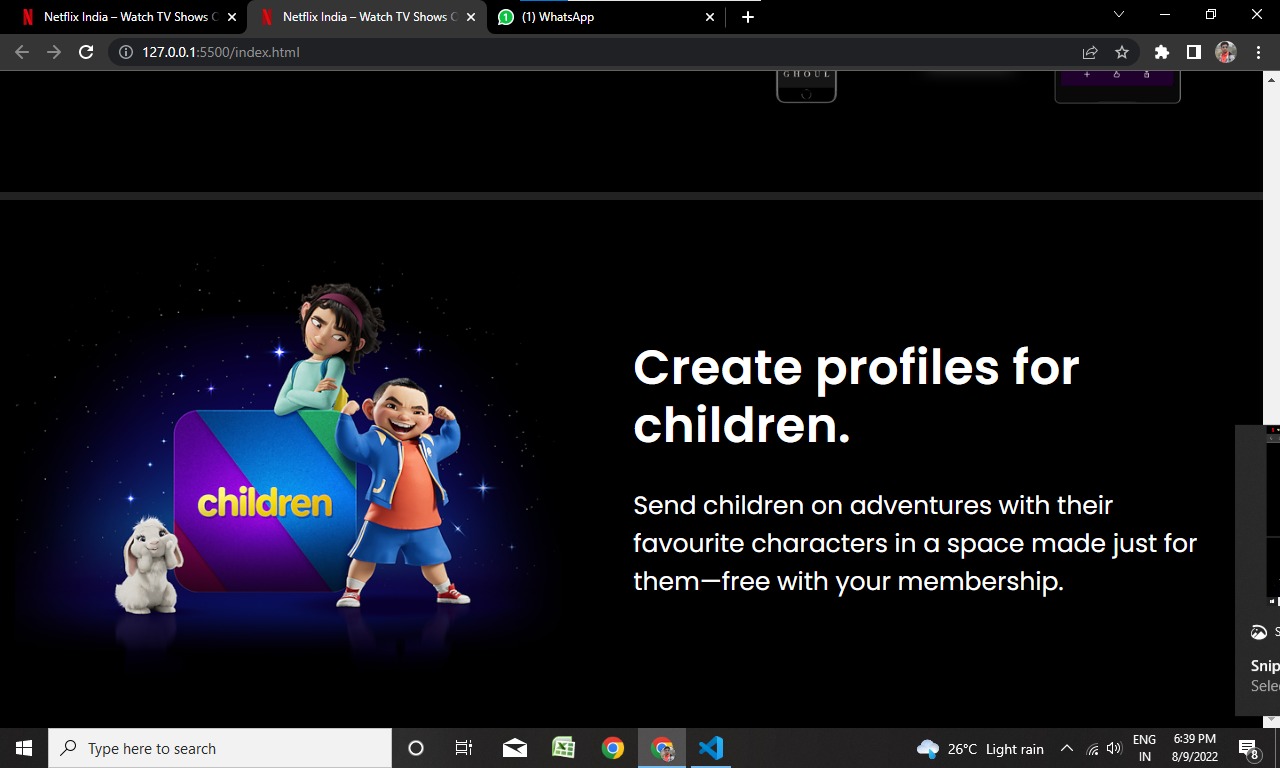 Netflix India – Watch TV Shows
Netflix India – Watch TV Shows
1
(1) WhatsApp
127.0.0.1:5500/index.html
GHOUL
Create profiles for
children.
children
Send children on adventures with their
favourite characters in a space made just for
them—free with your membership.
Snip
Sele
Type here to search
26°C Light rain
ENG
IN
6:39 PM
8/9/2022
8